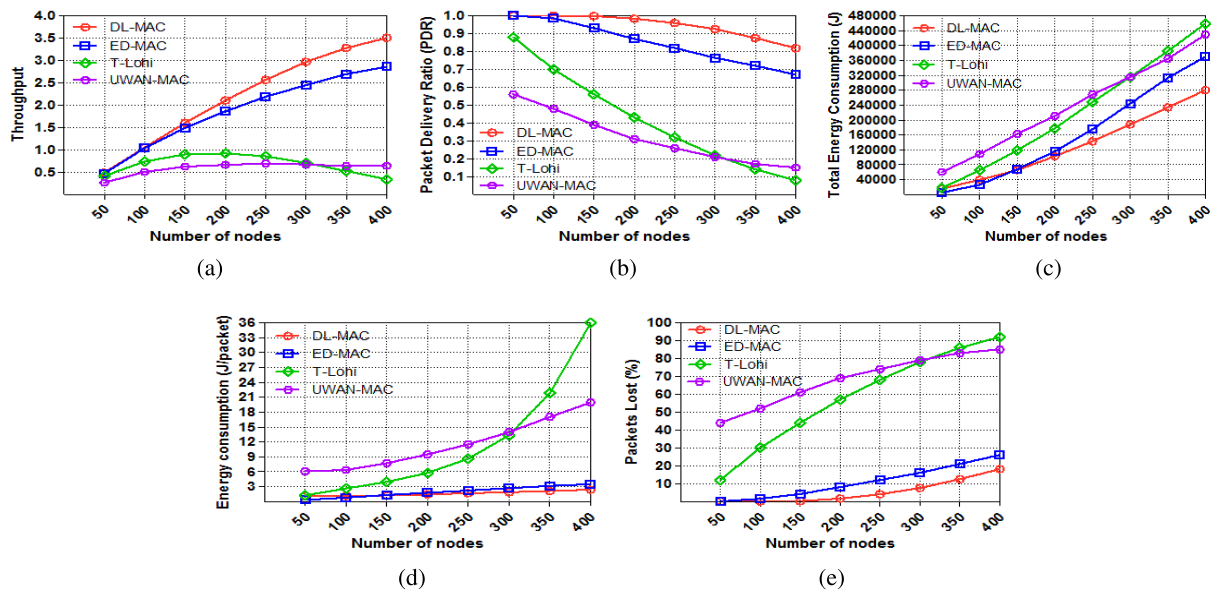 4.0
3.5
3.0
2.5
2.0
1.5
1.0
0.5
Throughput
DL-MAC
ED-MAC
T-Lohi
UWAN-MAC
50 100 150 200 250 300 350 400
Number of nodes
(a)
1.0
0.9
0.8
0.7
0.6
0.5
0.4
0.3
0.2
0.1
Packet Delivery Ratio (PDR)
DL-MAC
ED-MAC
T-Lohi
UWAN-MAC
50 100 150 200 250 300 350 400
Number of nodes
(b)
480000
440000
400000
360000
320000
280000
240000
200000
160000
120000
80000
40000
Total Energy Consumption (J)
DL-MAC
ED-MAC
T-Lohi
UWAN-MAC
50 100 150 200 250 300 350 400
Number of nodes
(c)
36
33
30
27
24
21
18
15
12
9
6
3
Energy consumption (J/packet)
DL-MAC
ED-MAC
T-Lohi
UWAN-MAC
50 100 150 200 250 300 350 400
Number of nodes
(d)
100
90
80
70
60
50
40
30
20
10
Packets Lost (%)
DL-MAC
ED-MAC
T-Lohi
UWAN-MAC
50 100 150 200 250 300 350 400
Number of nodes
(e)